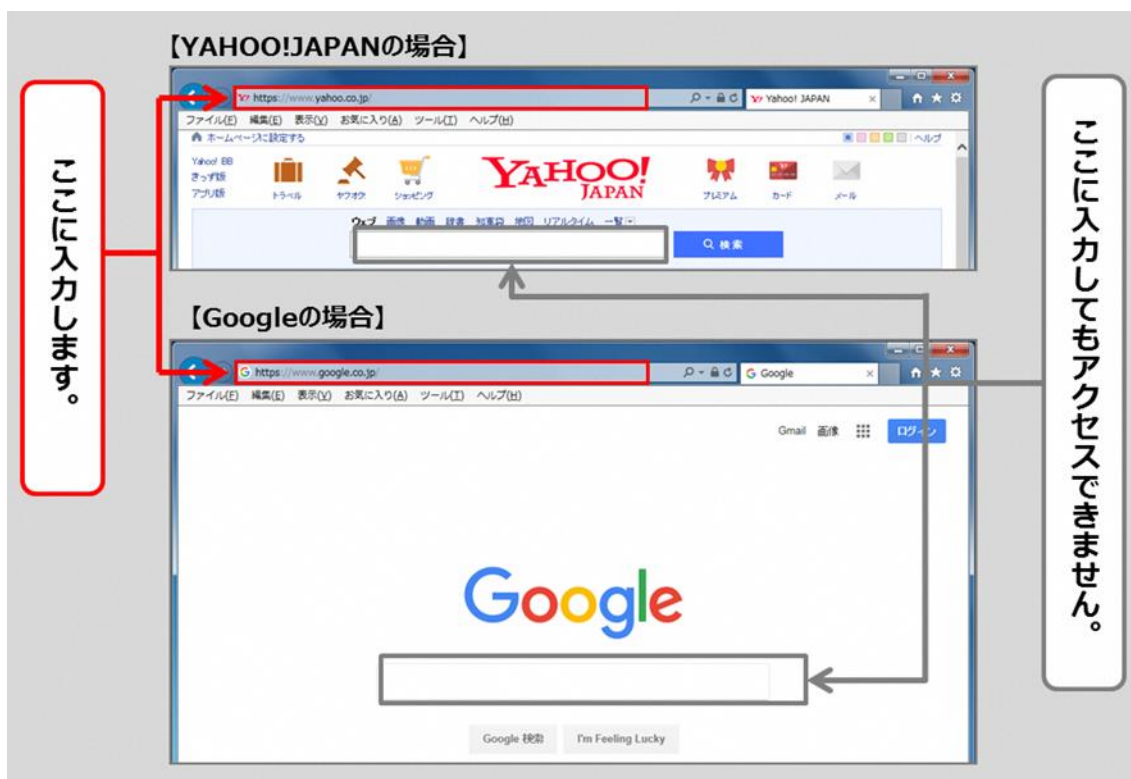 【YAHOO!JAPANの場合】
https://www.yahoo.co.jp/
Yahoo! JAPAN
ファイル(F) 編集(E) 表示(V) お気に入り(A) ツール(T) ヘルプ(H)
ホームページに設定する
ヘルプ
Yahoo! BB
きっず版
アプリ版
トラベル
ヤフオク!
ショッピング
YAHOO!
JAPAN
プレミアム
カード
メール
ウェブ 画像 動画 辞書 知恵袋 地図 リアルタイム 一覧
検索
ここに入力します。
ここに入力してもアクセスできません。
【Googleの場合】
https://www.google.co.jp/
Google
ファイル(F) 編集(E) 表示(V) お気に入り(A) ツール(T) ヘルプ(H)
Gmail 画像
ログイン
Google
Google 検索
I'm Feeling Lucky